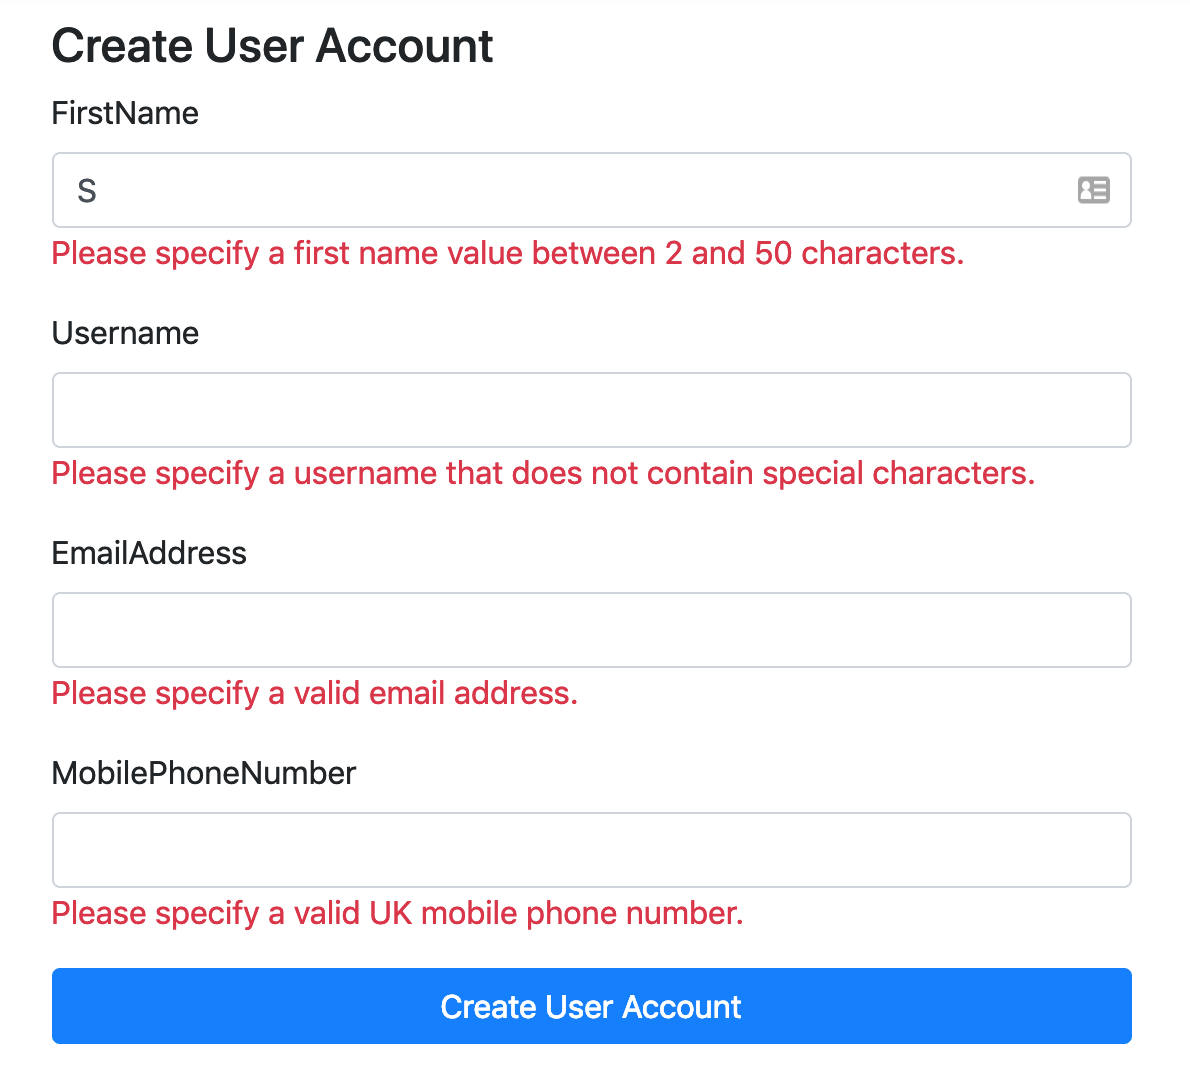 Create User Account
FirstName
S
Please specify a first name value between 2 and 50 characters.
Username
Please specify a username that does not contain special characters.
EmailAddress
Please specify a valid email address.
MobilePhoneNumber
Please specify a valid UK mobile phone number.
Create User Account